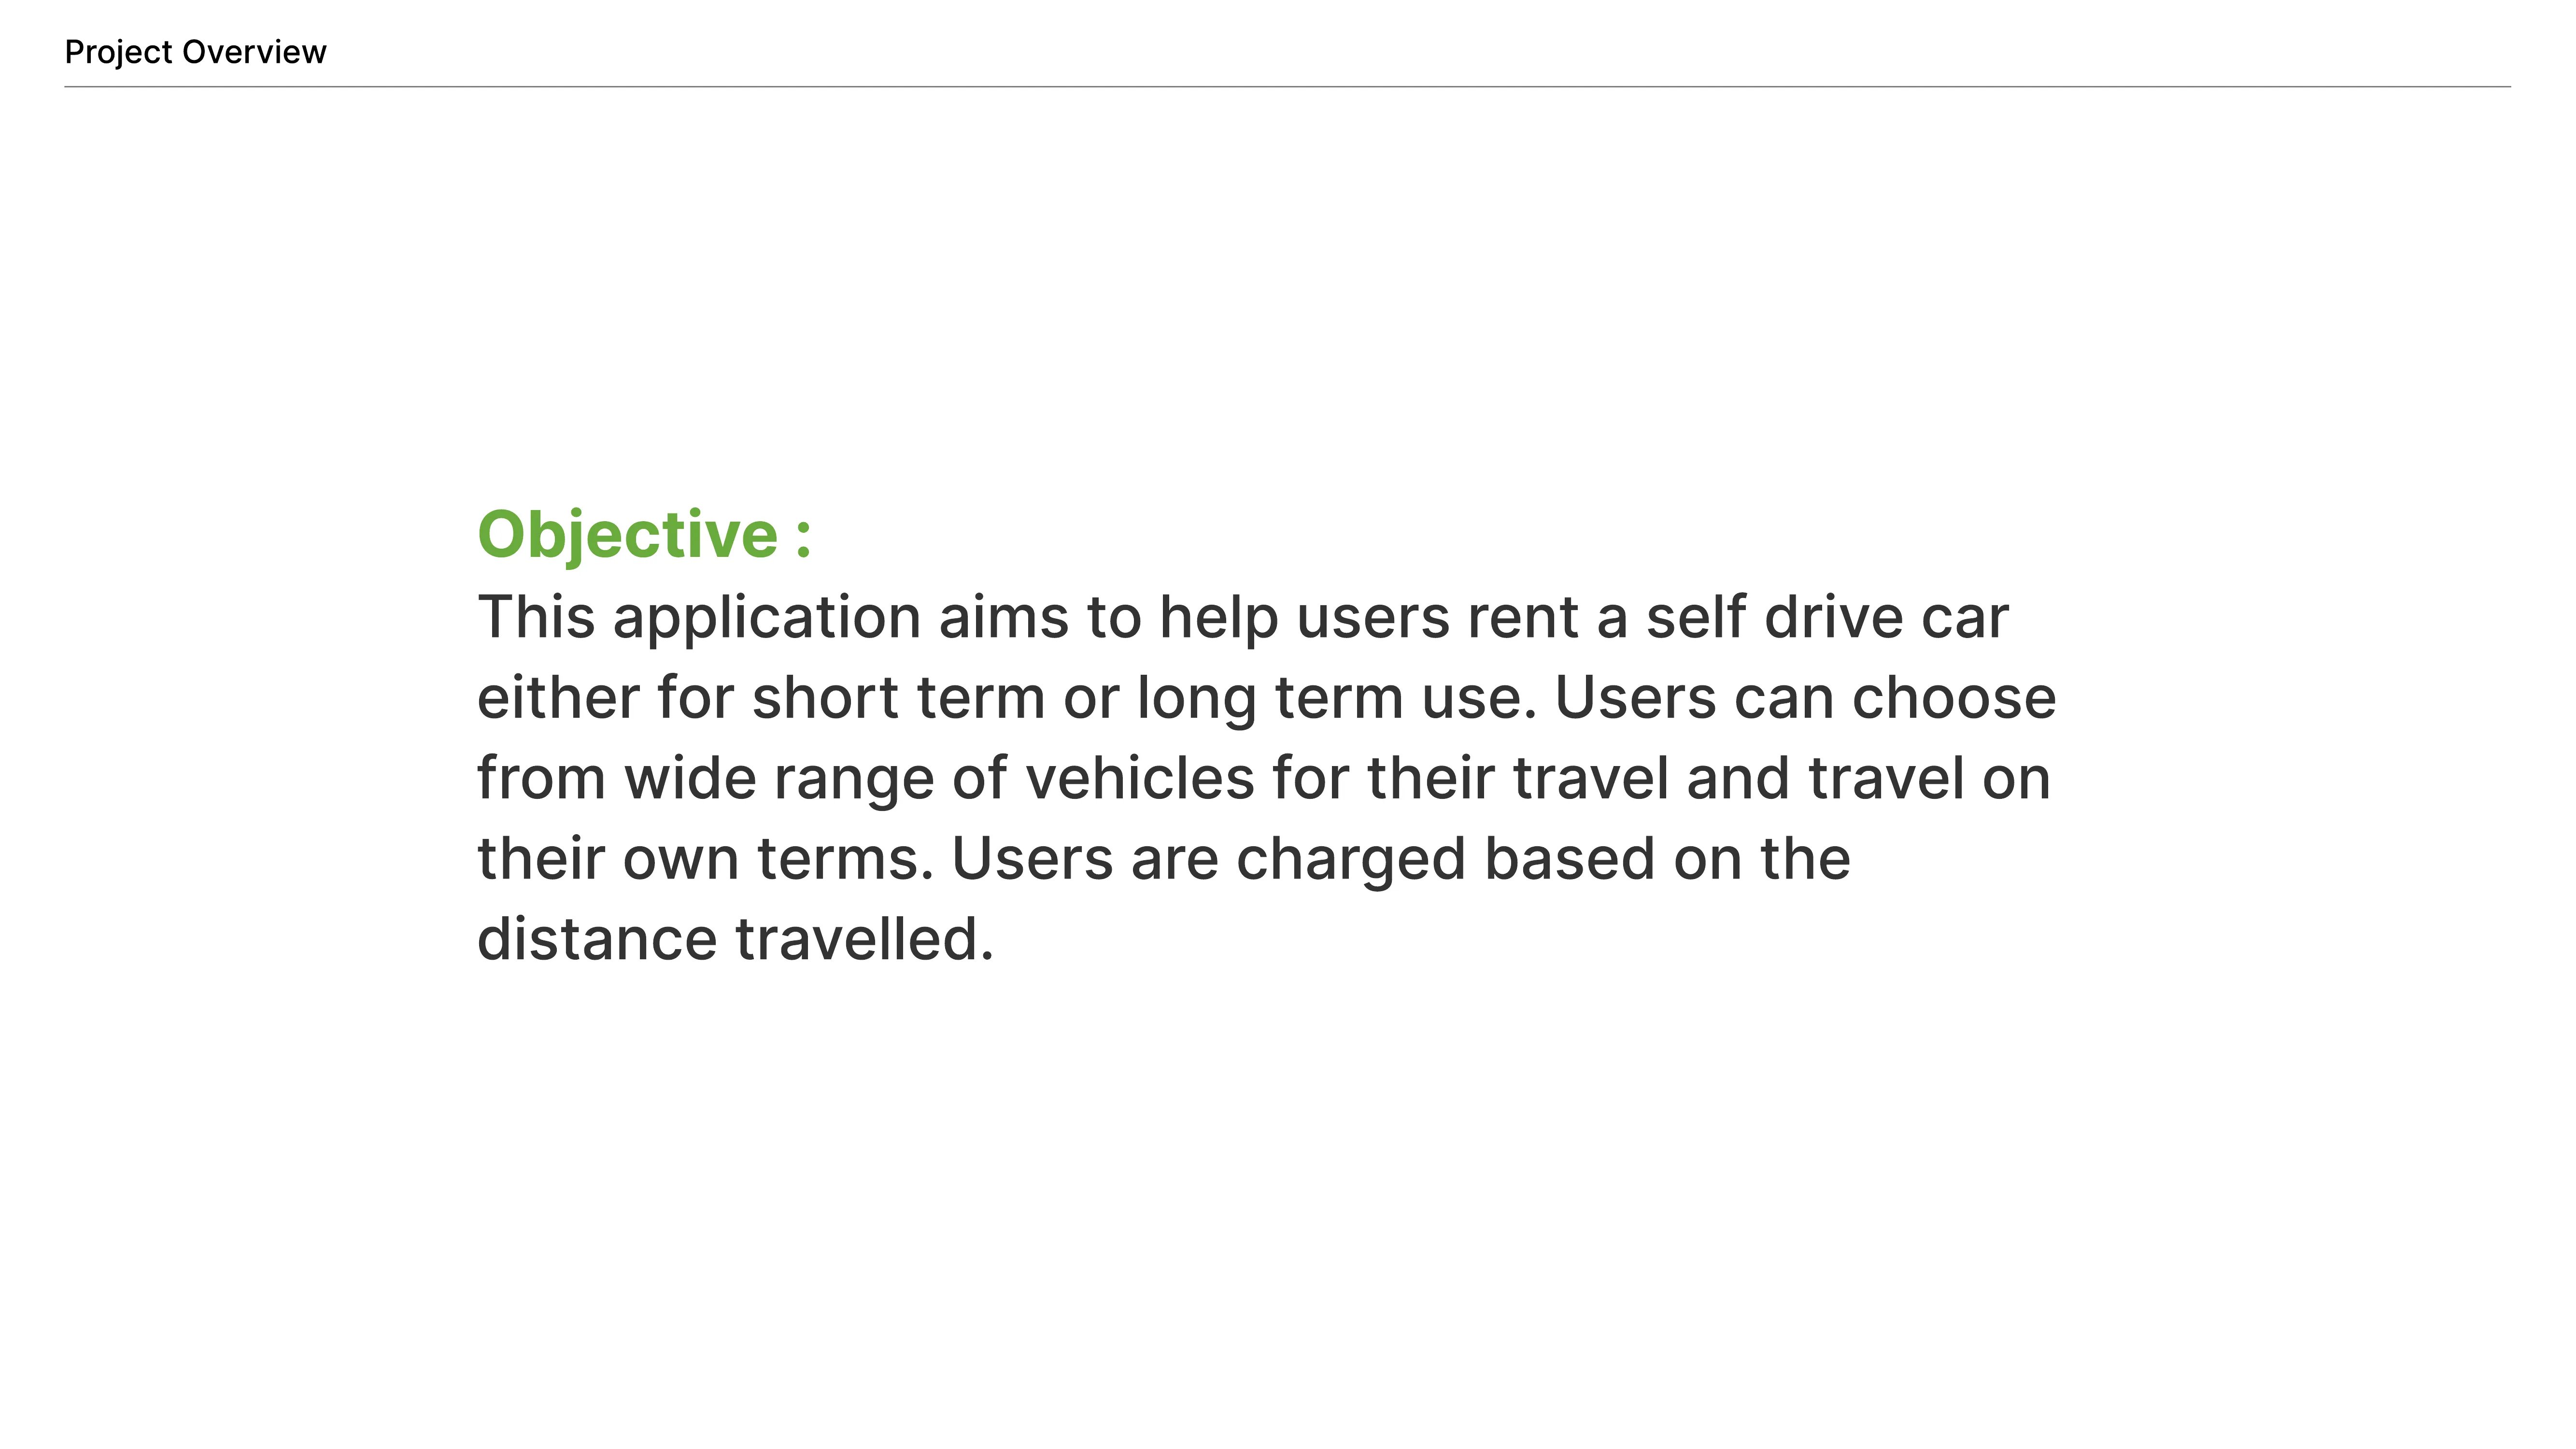 Project Overview
Objective :
This application aims to help users rent a self drive car
either for short term or long term use. Users can choose
from wide range of vehicles for their travel and travel on
their own terms. Users are charged based on the
distance travelled.